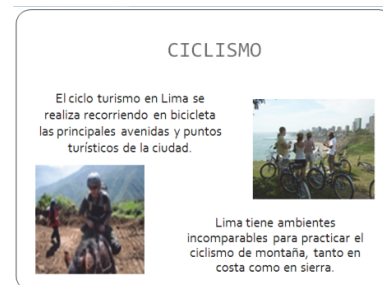 CICLISMO
El ciclo turismo en Lima se
realiza recorriendo en bicicleta
las principales avenidas y puntos
turísticos de la ciudad.
Lima tiene ambientes
incomparables para practicar el
ciclismo de montaña, tanto en
costa como en sierra.